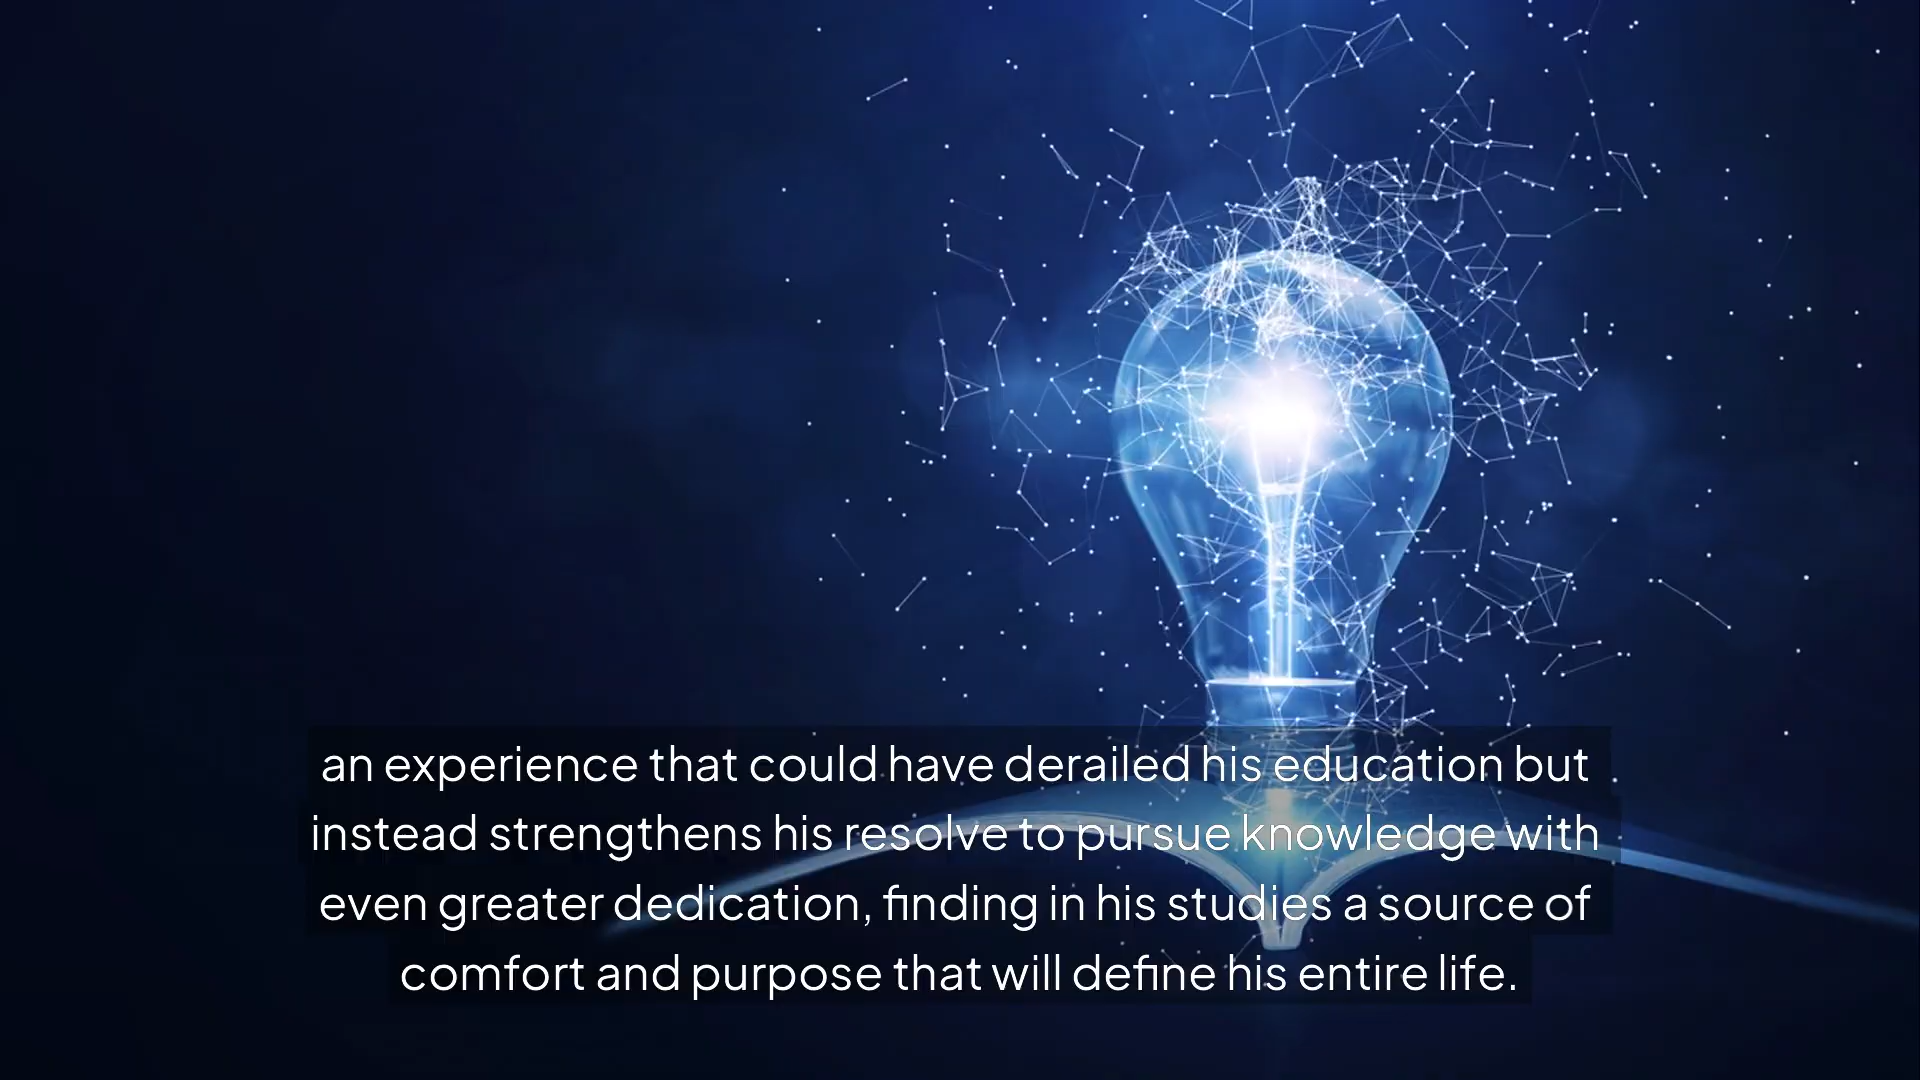 an experience that could have derailed his education but
instead strengthens his resolve to pursue knowledge with
even greater dedication, finding in his studies a source of
comfort and purpose that will define his entire life.